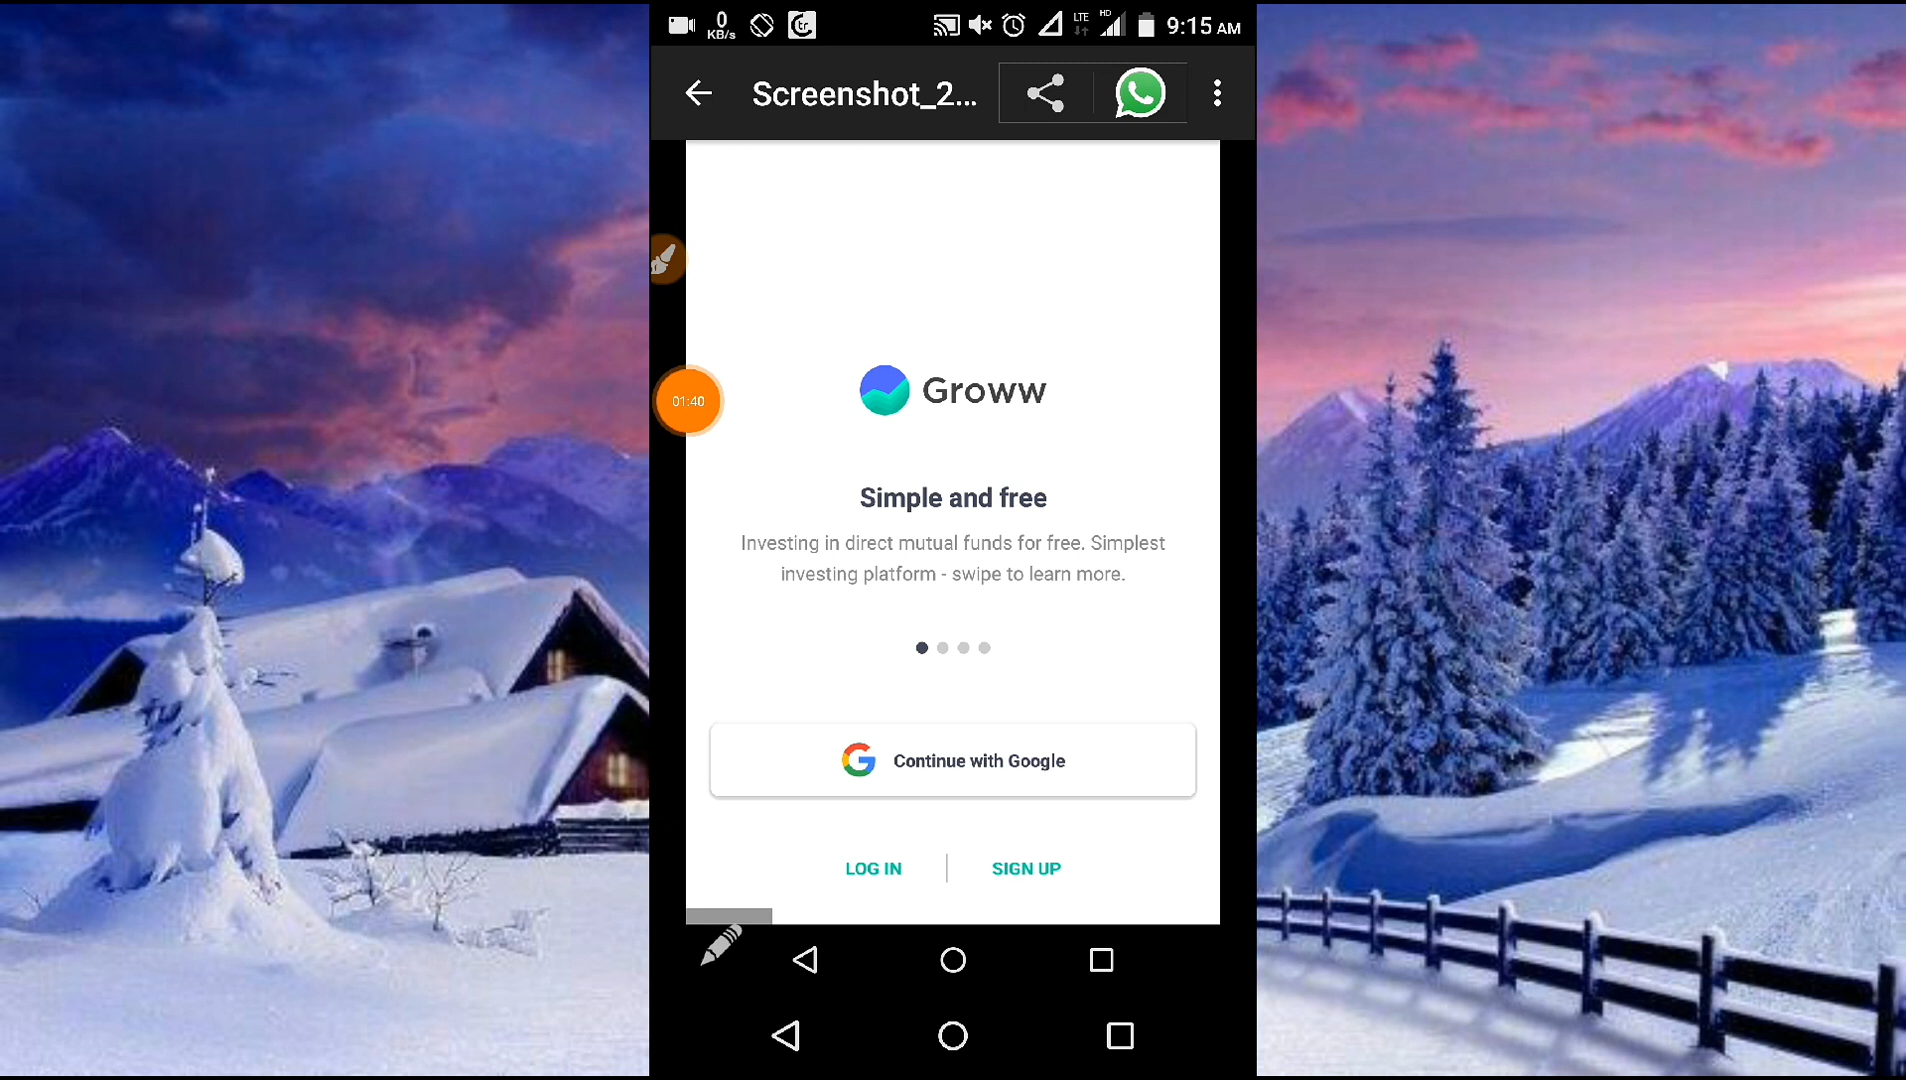 0
KB/s
LTE
HD
9:15 AM
Screenshot_2...
01:40
Groww
Simple and free
Investing in direct mutual funds for free. Simplest
investing platform - swipe to learn more.
Continue with Google
LOG IN
SIGN UP